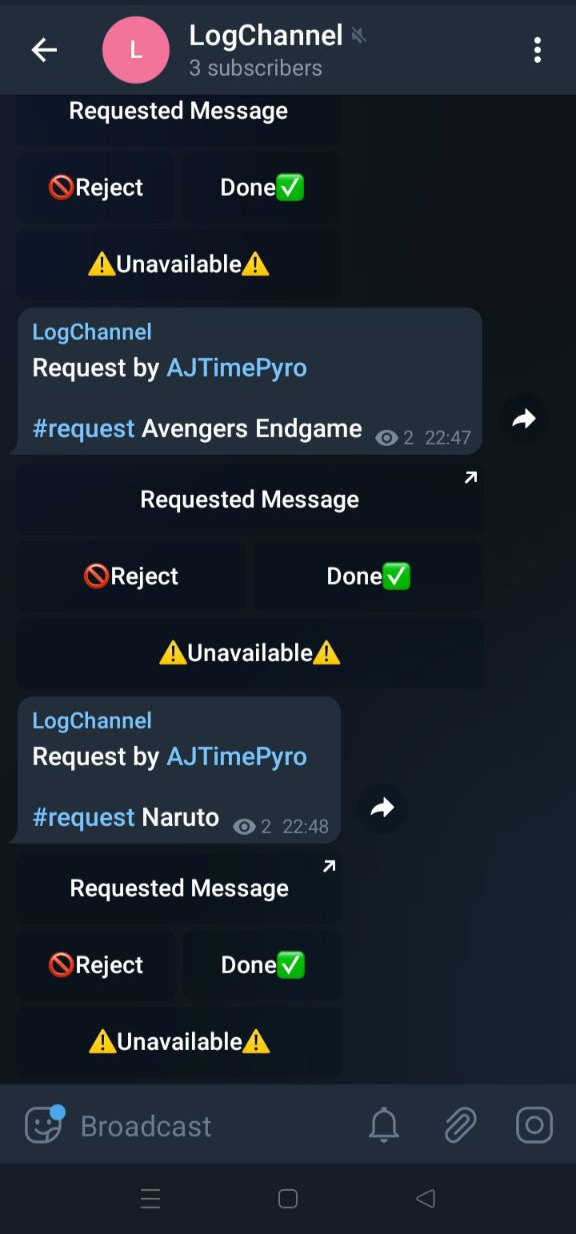 L
LogChannel
3 subscribers
Requested Message
🚫Reject
Done✅
⚠️Unavailable⚠️
LogChannel
Request by AJTimePyro
#request Avengers Endgame 2 22:47
Requested Message
🚫Reject
Done✅
⚠️Unavailable⚠️
LogChannel
Request by AJTimePyro
#request Naruto 2 22:48
Requested Message
🚫Reject
Done✅
⚠️Unavailable⚠️
Broadcast